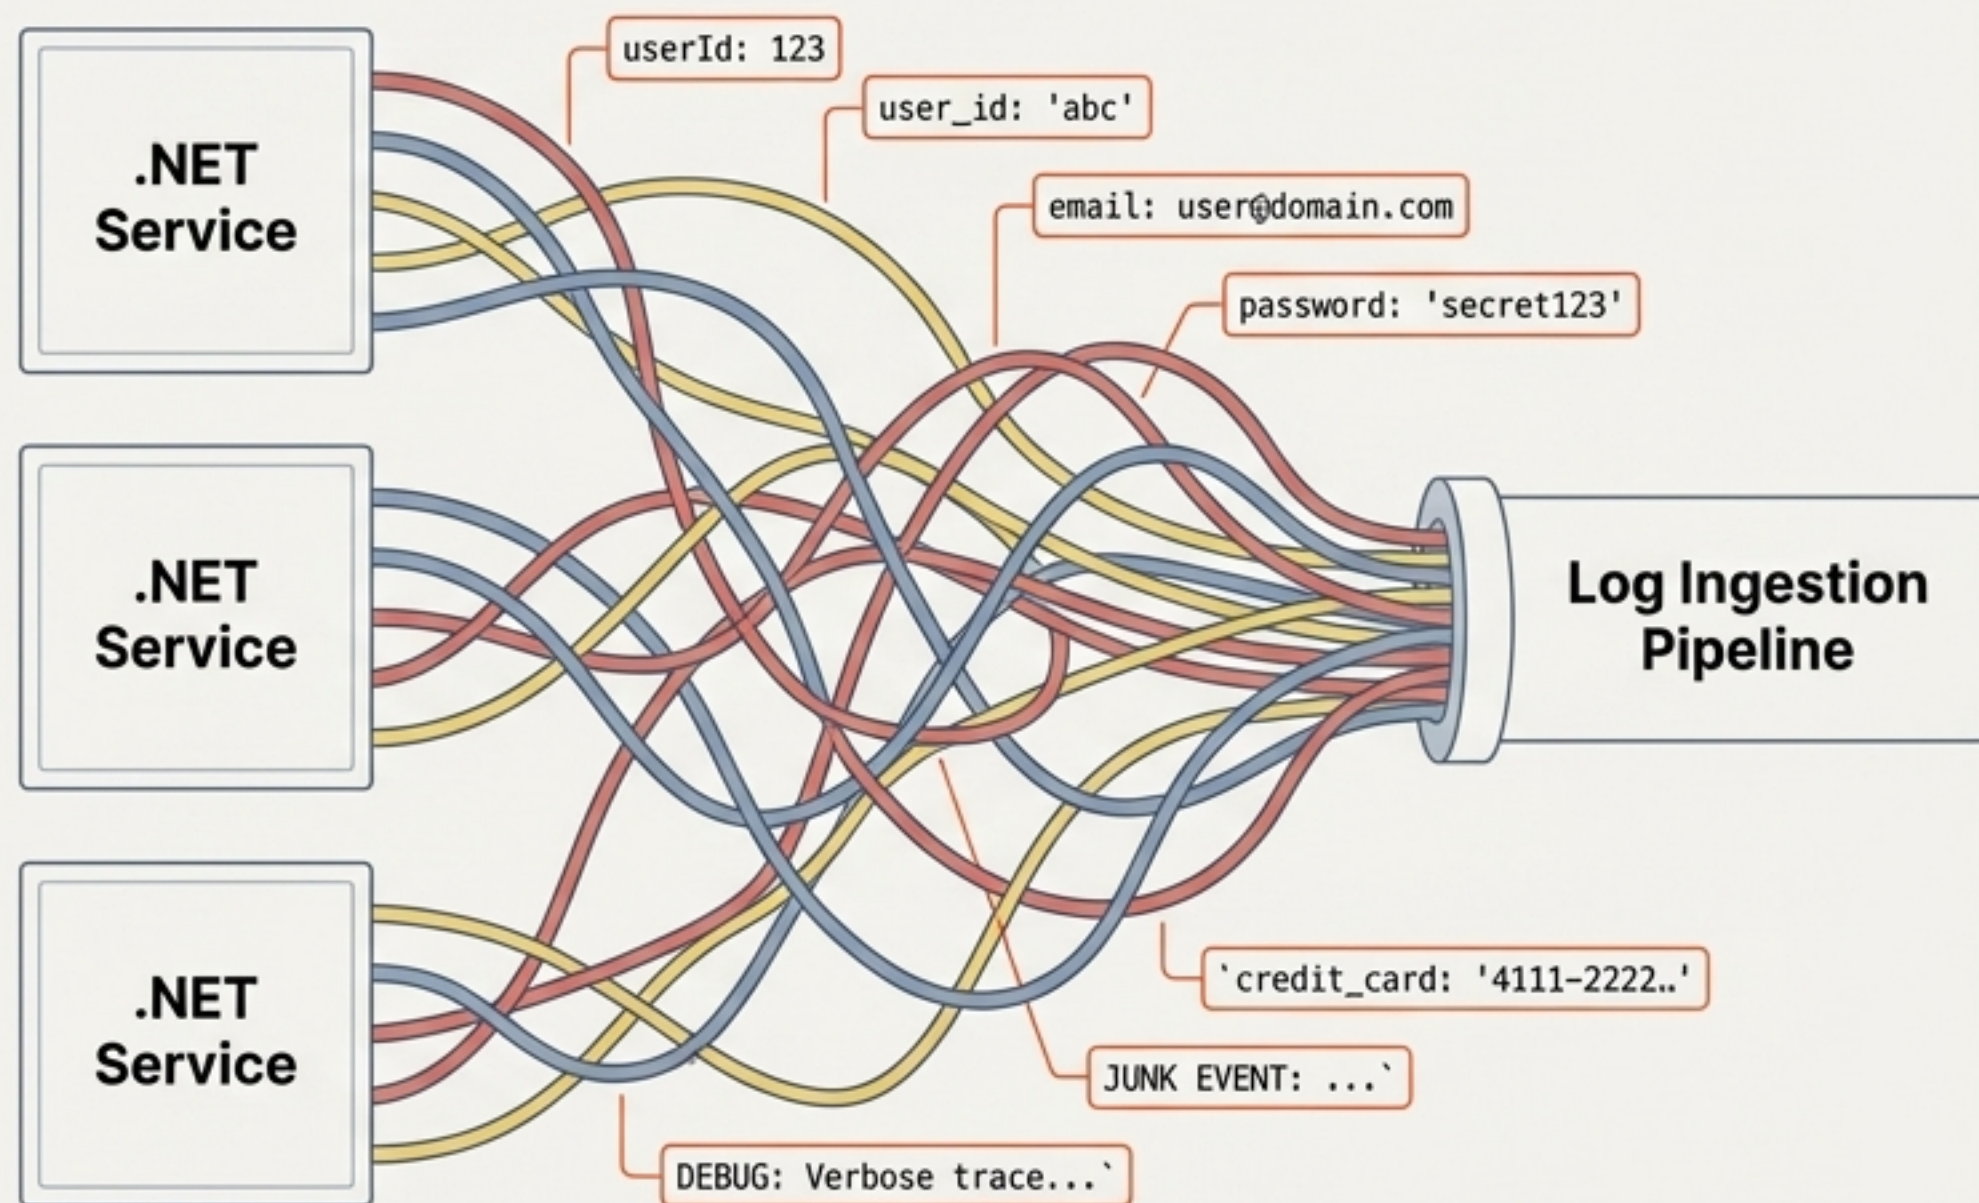 .NET
Service
userId: 123
user_id: 'abc'
email: user@domain.com
password: 'secret123'
.NET
Service
Log Ingestion
Pipeline
.NET
Service
`credit_card: '4111-2222..'
JUNK EVENT: ...`
DEBUG: Verbose trace...`